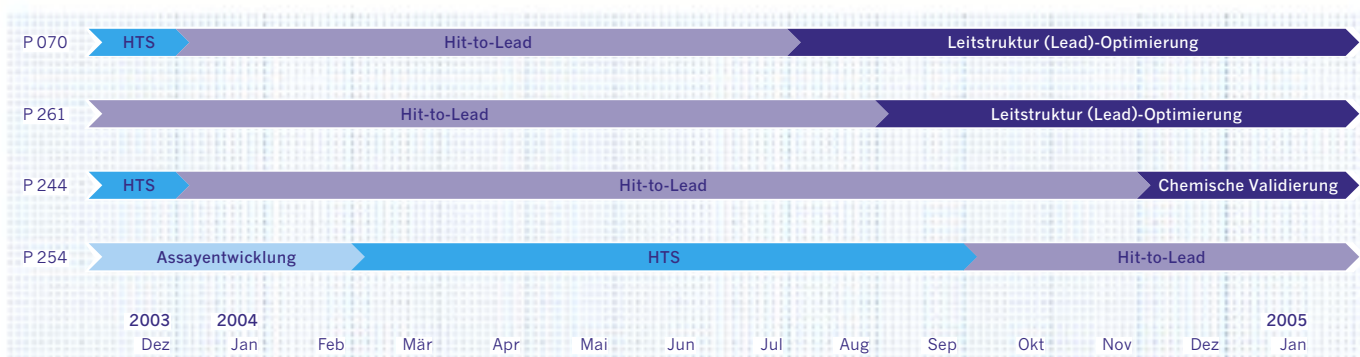 P 070 HTS Hit-to-Lead Leitstruktur (Lead)-Optimierung
P 261 Hit-to-Lead Leitstruktur (Lead)-Optimierung
P 244 HTS Hit-to-Lead Chemische Validierung
P 254 Assayentwicklung HTS Hit-to-Lead
2003 2004 2005
Dez Jan Feb Mär Apr Mai Jun Jul Aug Sep Okt Nov Dez Jan